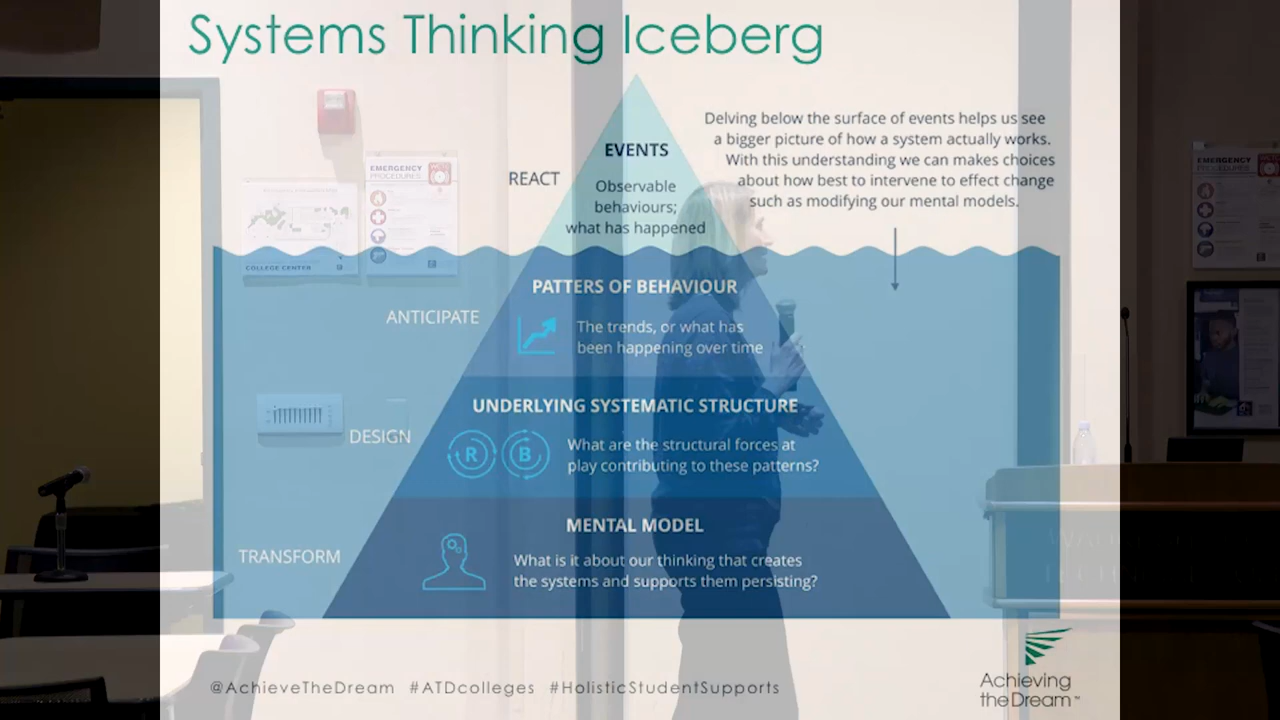 Systems Thinking Iceberg
Delving below the surface of events helps us see
a bigger picture of how a system actually works.
With this understanding we can makes choices
about how best to intervene to effect change
such as modifying our mental models.
EVENTS
REACT
Observable
behaviours;
what has happened
EMERGENCY
PROCEDURES
EMERGENCY
PROCEDURES
COLLEGE CENTER
PATTERS OF BEHAVIOUR
ANTICIPATE
The trends, or what has
been happening over time
UNDERLYING SYSTEMATIC STRUCTURE
DESIGN
R
B
What are the structural forces at
play contributing to these patterns?
MENTAL MODEL
TRANSFORM
What is it about our thinking that creates
the systems and supports them persisting?
@AchieveTheDream #ATDcolleges #HolisticStudentSupports
Achieving
theDream™